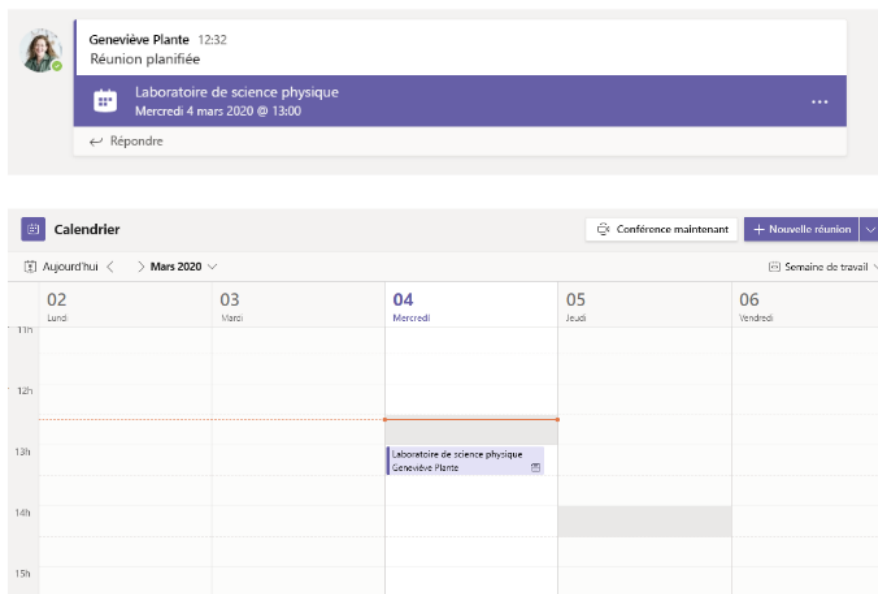 Geneviève Plante 12:32
Réunion planifiée
Laboratoire de science physique
Mercredi 4 mars 2020 @ 13:00
Répondre
Calendrier
Conférence maintenant
+ Nouvelle réunion
Aujourd'hui
Mars 2020
Semaine de travail
02 03 04 05 06
Lundi Mardi Mercredi Jeudi Vendredi
11h
12h
13h
Laboratoire de science physique
Geneviève Plante
14h
15h